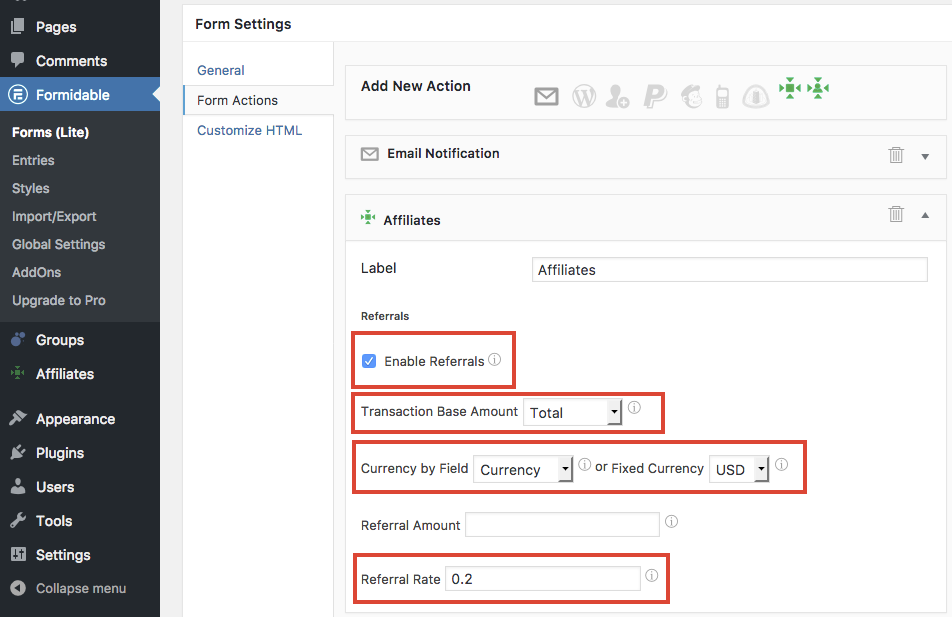 Pages
Comments
Formidable
Forms (Lite)
Entries
Styles
Import/Export
Global Settings
AddOns
Upgrade to Pro
Groups
Affiliates
Appearance
Plugins
Users
Tools
Settings
Collapse menu
Form Settings
General
Form Actions
Customize HTML
Add New Action
Email Notification
Affiliates
Label Affiliates
Referrals
Enable Referrals
Transaction Base Amount Total
Currency by Field Currency or Fixed Currency USD
Referral Amount
Referral Rate 0.2